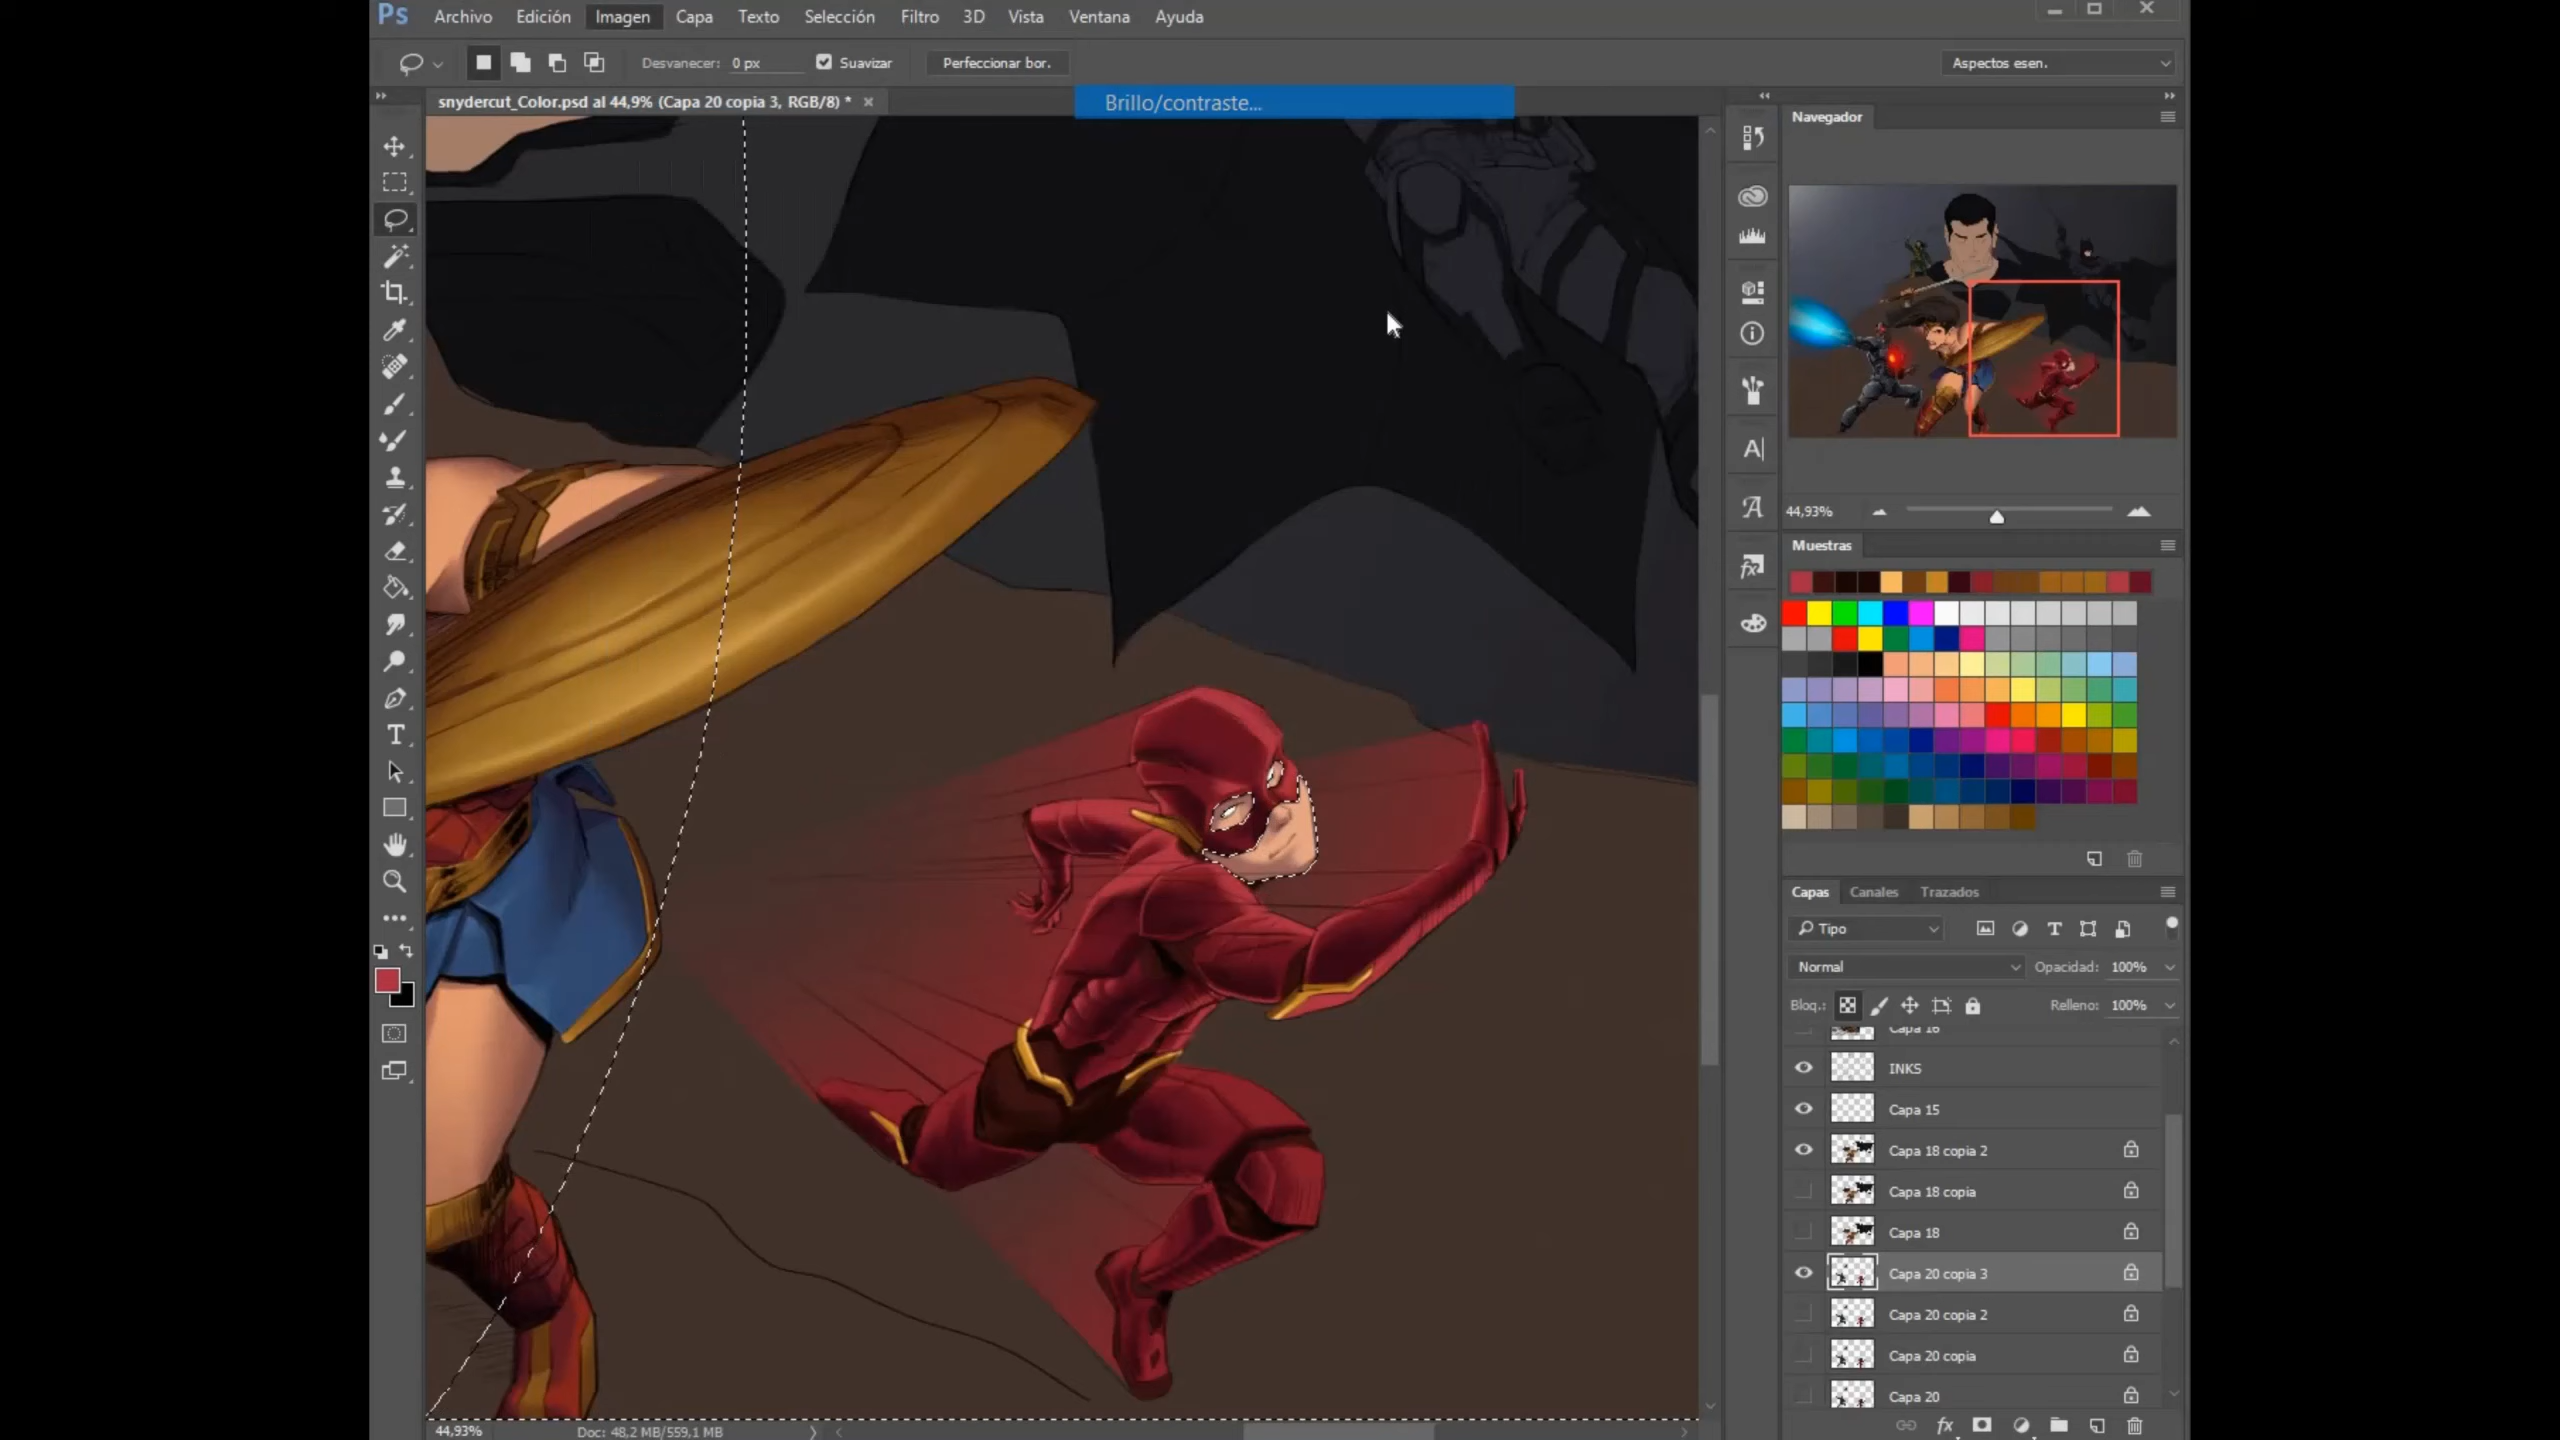 Ps Archivo Edición Imagen Capa Texto Selección Filtro 3D Vista Ventana Ayuda
Desvanecer: 0 px Suavizar Perfeccionar bor. Aspectos esen.
snydercut_Color.psd al 44,9% (Capa 20 copia 3, RGB/8) *
Brillo/contraste...
Navegador
44,93%
Muestras
Capas Canales Trazados
Tipo
Normal Opacidad: 100%
Bloq.: Relleno: 100%
Capa 16
INKS
Capa 15
Capa 18 copia 2
Capa 18 copia
Capa 18
Capa 20 copia 3
Capa 20 copia 2
Capa 20 copia
Capa 20
44,93% Doc: 48,2 MB/559,1 MB